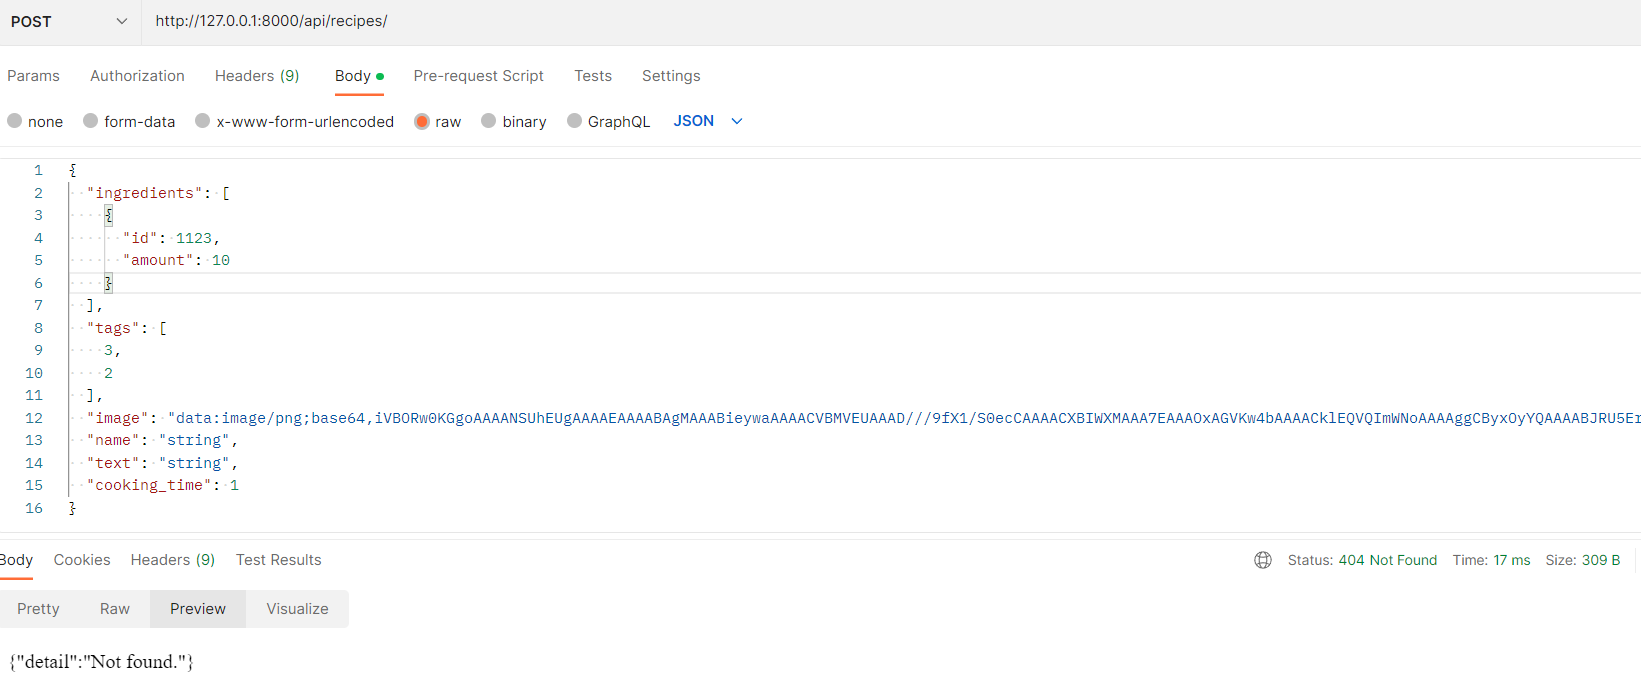 POST http://127.0.0.1:8000/api/recipes/
Params Authorization Headers (9) Body Pre-request Script Tests Settings
none form-data x-www-form-urlencoded raw binary GraphQL JSON
1 {
2 "ingredients": [
3 {
4 "id": 1123,
5 "amount": 10
6 }
7 ],
8 "tags": [
9 3,
10 2
11 ],
12 "image": "data:image/png;base64,iVBORw0KGgoAAAANSUhEUgAAAAEAAAABAgMAAABieywaAAAACVBMVEUAAAD///9fX1/S0ecCAAAACXBIWXMAAA7EAAAOxAGVKw4bAAAACklEQVQImWNoAAAAggCByxOyYQAAAABJRU5Er
13 "name": "string",
14 "text": "string",
15 "cooking_time": 1
16 }
Body Cookies Headers (9) Test Results Status: 404 Not Found Time: 17 ms Size: 309 B
Pretty Raw Preview Visualize
{"detail":"Not found."}